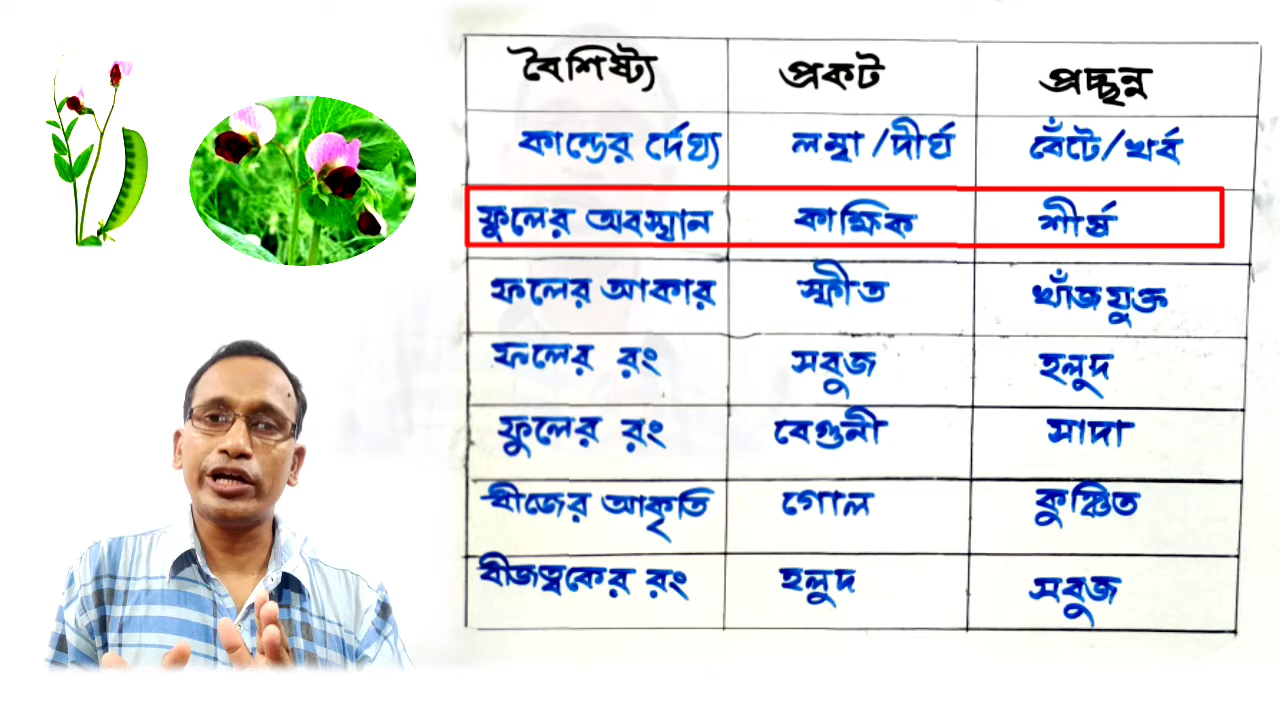 বৈশিষ্ট্য প্রকট প্রচ্ছন্ন
কান্ডের দৈর্ঘ্য লম্বা/দীর্ঘ বেঁটে/খর্ব
ফুলের অবস্থান কাক্ষিক শীর্ষ
ফলের আকার স্ফীত খাঁজযুক্ত
ফলের রং সবুজ হলুদ
ফুলের রং বেগুনী সাদা
বীজের আকৃতি গোল কুঞ্চিত
বীজত্বকের রং হলুদ সবুজ